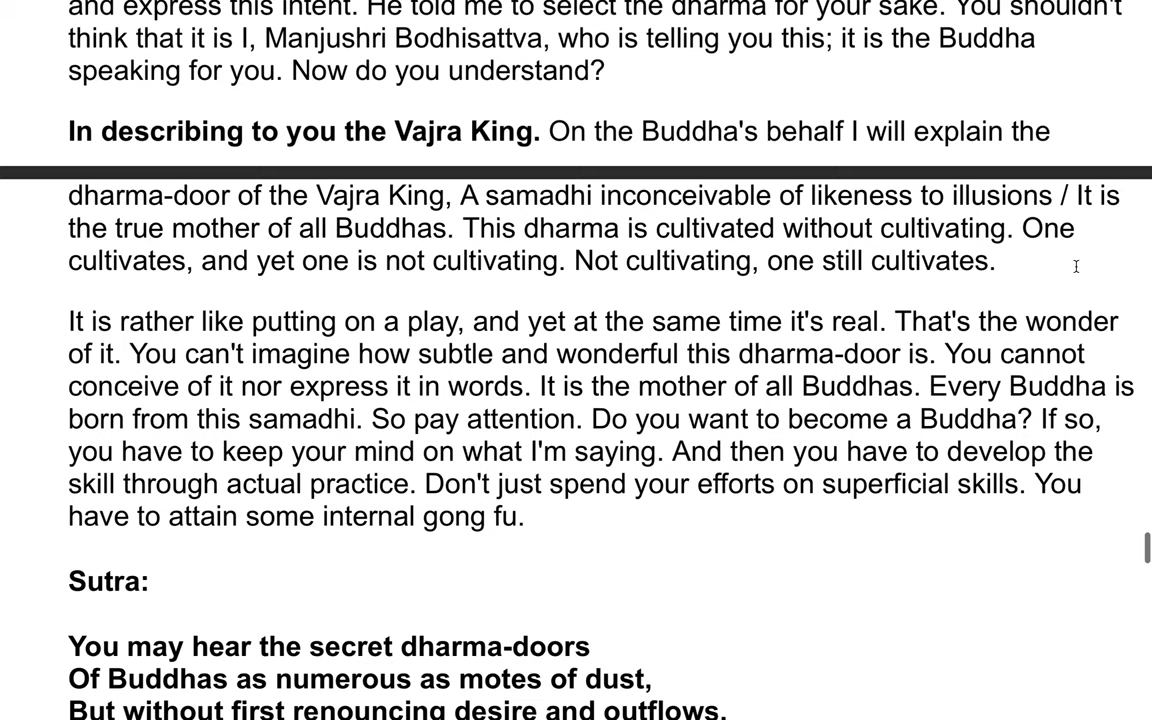 and express this intent. He told me to select the dharma for your sake. You shouldn't
think that it is I, Manjushri Bodhisattva, who is telling you this; it is the Buddha
speaking for you. Now do you understand?
In describing to you the Vajra King. On the Buddha's behalf I will explain the
dharma-door of the Vajra King, A samadhi inconceivable of likeness to illusions / It is
the true mother of all Buddhas. This dharma is cultivated without cultivating. One
cultivates, and yet one is not cultivating. Not cultivating, one still cultivates.
It is rather like putting on a play, and yet at the same time it's real. That's the wonder
of it. You can't imagine how subtle and wonderful this dharma-door is. You cannot
conceive of it nor express it in words. It is the mother of all Buddhas. Every Buddha is
born from this samadhi. So pay attention. Do you want to become a Buddha? If so,
you have to keep your mind on what I'm saying. And then you have to develop the
skill through actual practice. Don't just spend your efforts on superficial skills. You
have to attain some internal gong fu.
Sutra:
You may hear the secret dharma-doors
Of Buddhas as numerous as motes of dust,
But without first renouncing desire and outflows,